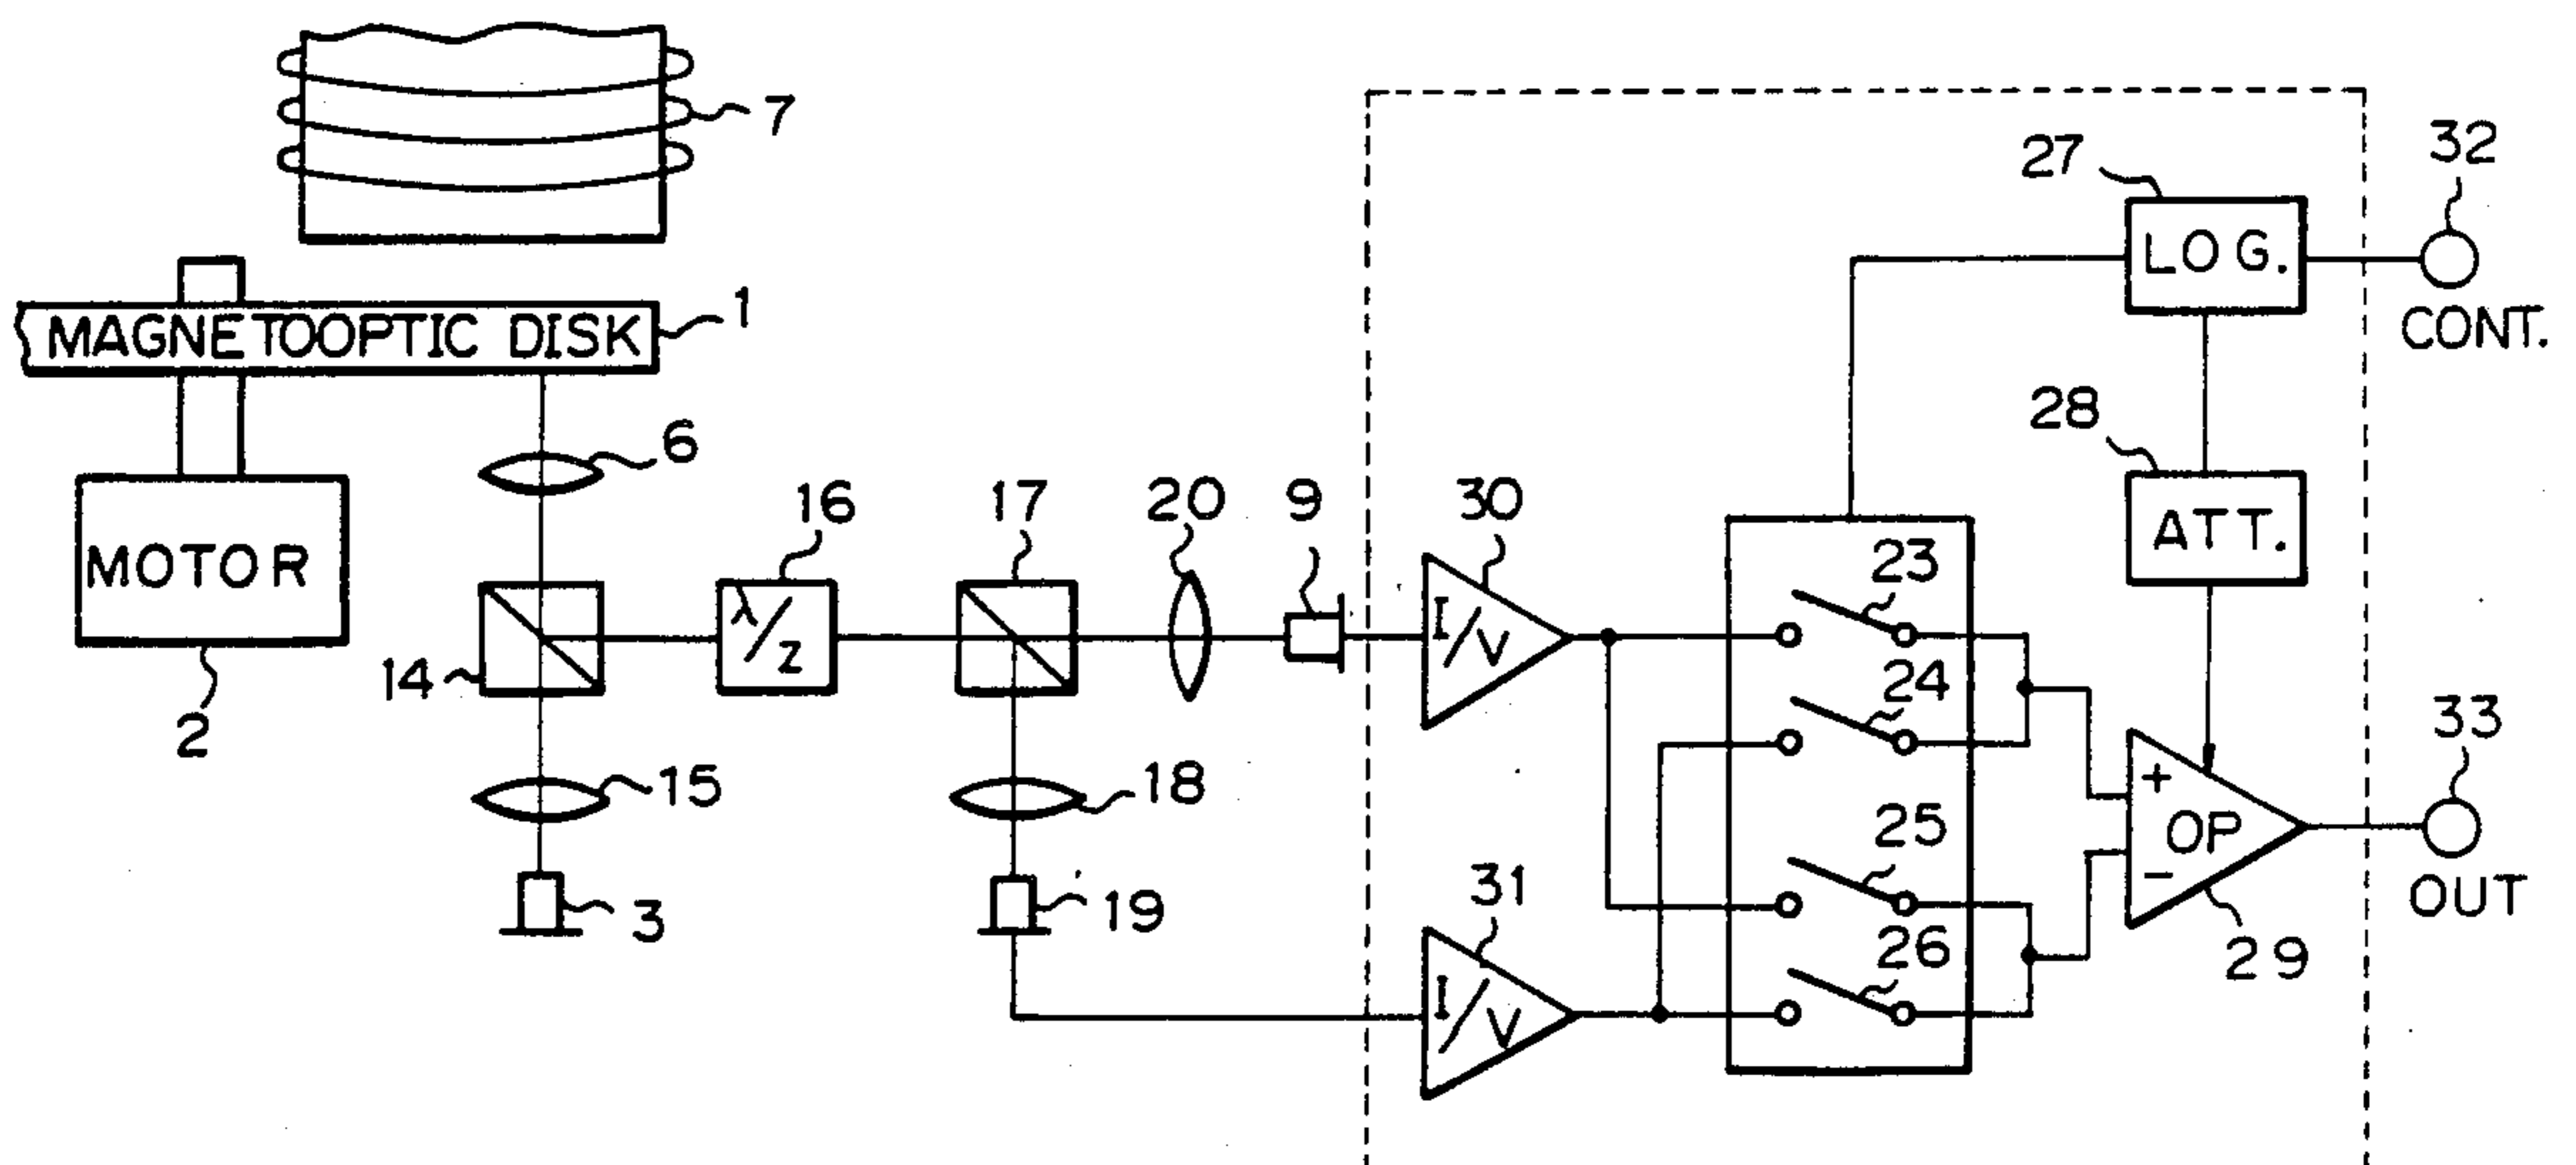 7
32
27
LOG.
CONT.
1
MAGNETOOPTIC DISK
28
6
ATT.
16
17
20
9
30
23
MOTOR
λ/2
I/V
24
14
2
33
+
OP
−
15
18
25
OUT
31
3
19
26
29
I/V